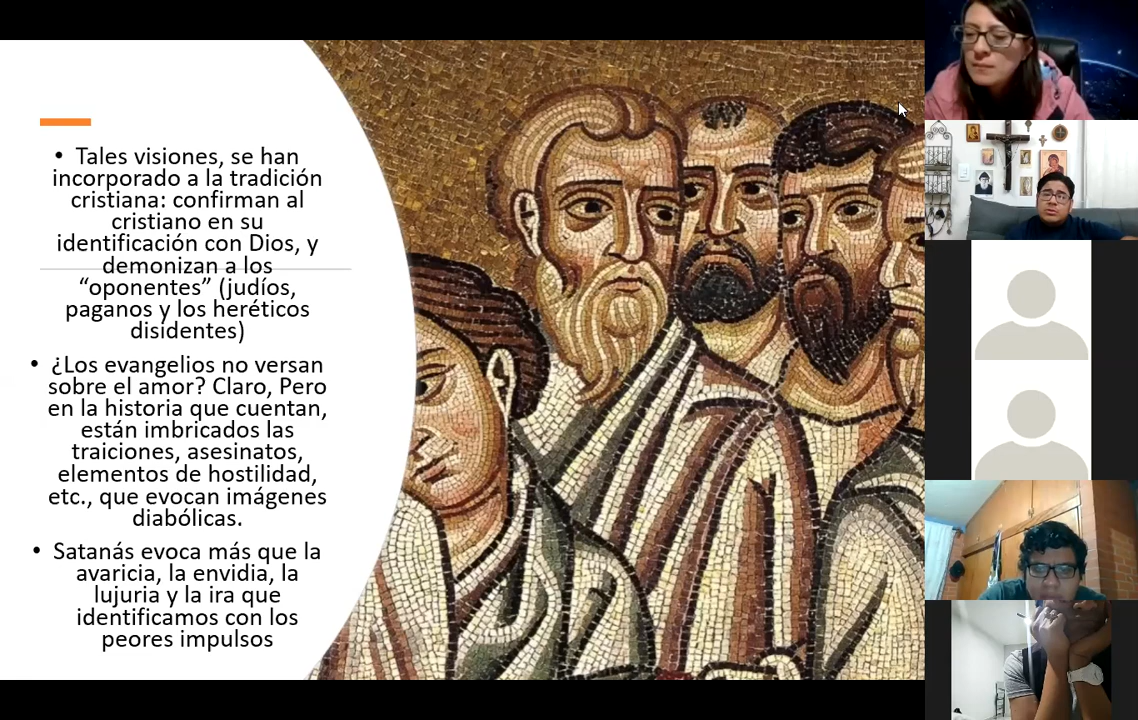 • Tales visiones, se han
incorporado a la tradición
cristiana: confirman al
cristiano en su
identificación con Dios, y
demonizan a los
“oponentes” (judíos,
paganos y los heréticos
disidentes)
• ¿Los evangelios no versan
sobre el amor? Claro, Pero
en la historia que cuentan,
están imbricados las
traiciones, asesinatos,
elementos de hostilidad,
etc., que evocan imágenes
diabólicas.
• Satanás evoca más que la
avaricia, la envidia, la
lujuria y la ira que
identificamos con los
peores impulsos